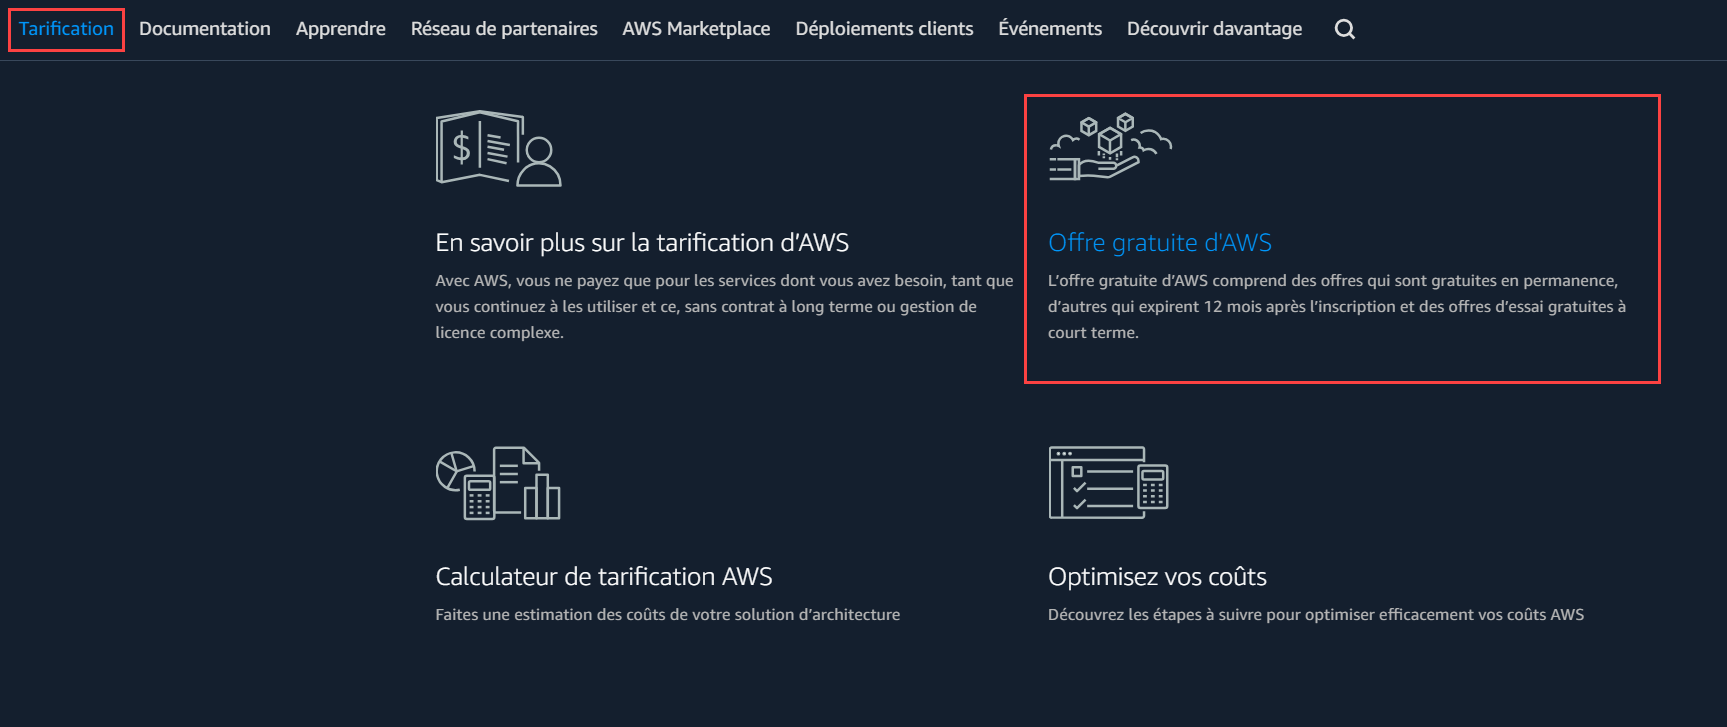 Tarification Documentation Apprendre Réseau de partenaires AWS Marketplace Déploiements clients Événements Découvrir davantage
$
En savoir plus sur la tarification d’AWS
Avec AWS, vous ne payez que pour les services dont vous avez besoin, tant que
vous continuez à les utiliser et ce, sans contrat à long terme ou gestion de
licence complexe.
Offre gratuite d'AWS
L’offre gratuite d’AWS comprend des offres qui sont gratuites en permanence,
d’autres qui expirent 12 mois après l’inscription et des offres d’essai gratuites à
court terme.
Calculateur de tarification AWS
Faites une estimation des coûts de votre solution d’architecture
Optimisez vos coûts
Découvrez les étapes à suivre pour optimiser efficacement vos coûts AWS